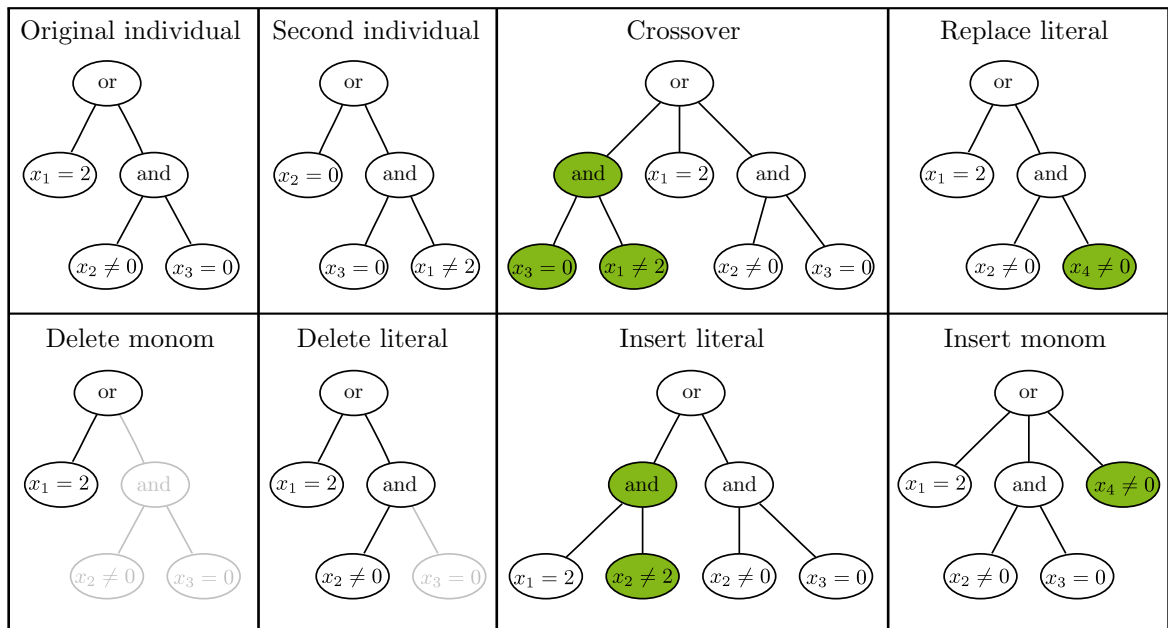 Original individual
or
x₁ = 2 and
x₂ ≠ 0 x₃ = 0
Second individual
or
x₂ = 0 and
x₃ = 0 x₁ ≠ 2
Crossover
or
and x₁ = 2 and
x₃ = 0 x₁ ≠ 2 x₂ ≠ 0 x₃ = 0
Replace literal
or
x₁ = 2 and
x₂ ≠ 0 x₄ ≠ 0
Delete monom
or
x₁ = 2 and
x₂ ≠ 0 x₃ = 0
Delete literal
or
x₁ = 2 and
x₂ ≠ 0 x₃ = 0
Insert literal
or
and and
x₁ = 2 x₂ ≠ 2 x₂ ≠ 0 x₃ = 0
Insert monom
or
x₁ = 2 and x₄ ≠ 0
x₂ ≠ 0 x₃ = 0